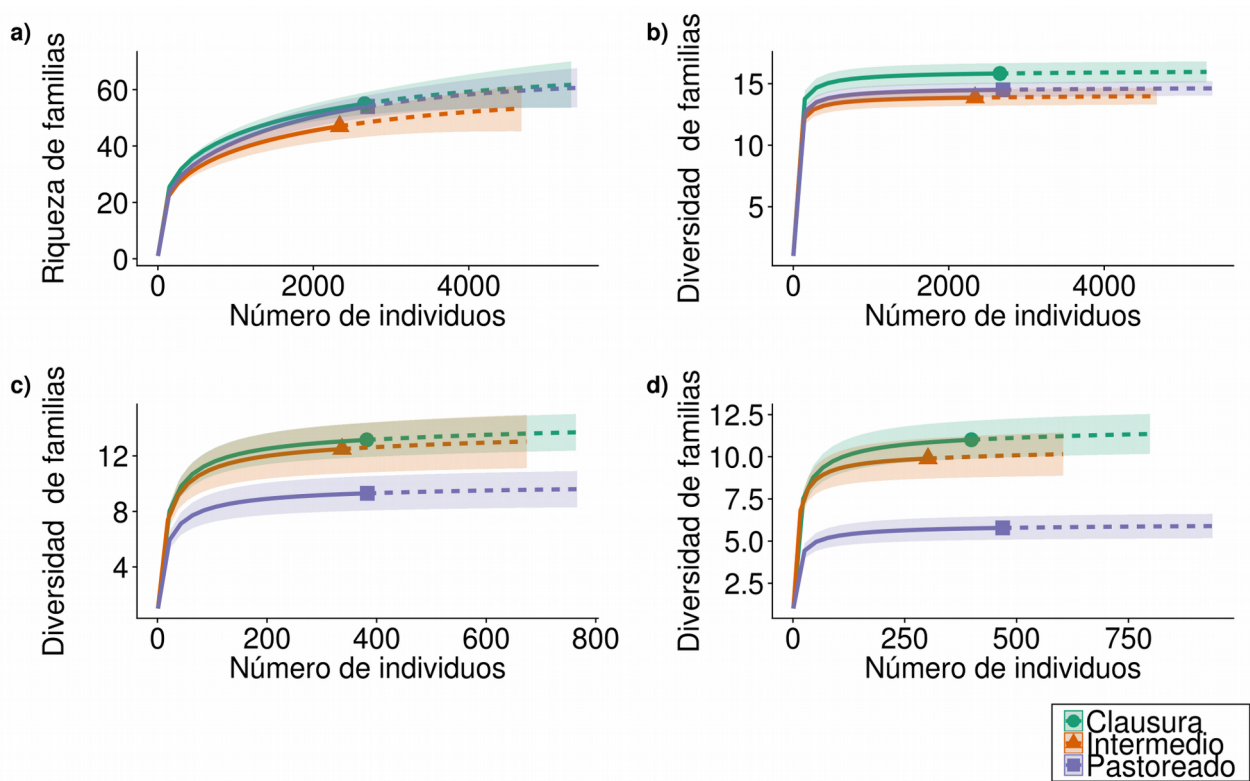 a)
Riqueza de familias
60
40
20
0
0 2000 4000
Número de individuos
b)
Diversidad de familias
15
10
5
0 2000 4000
Número de individuos
c)
Diversidad de familias
12
8
4
0 200 400 600 800
Número de individuos
d)
Diversidad de familias
12.5
10.0
7.5
5.0
2.5
0 250 500 750
Número de individuos
Clausura
Intermedio
Pastoreado